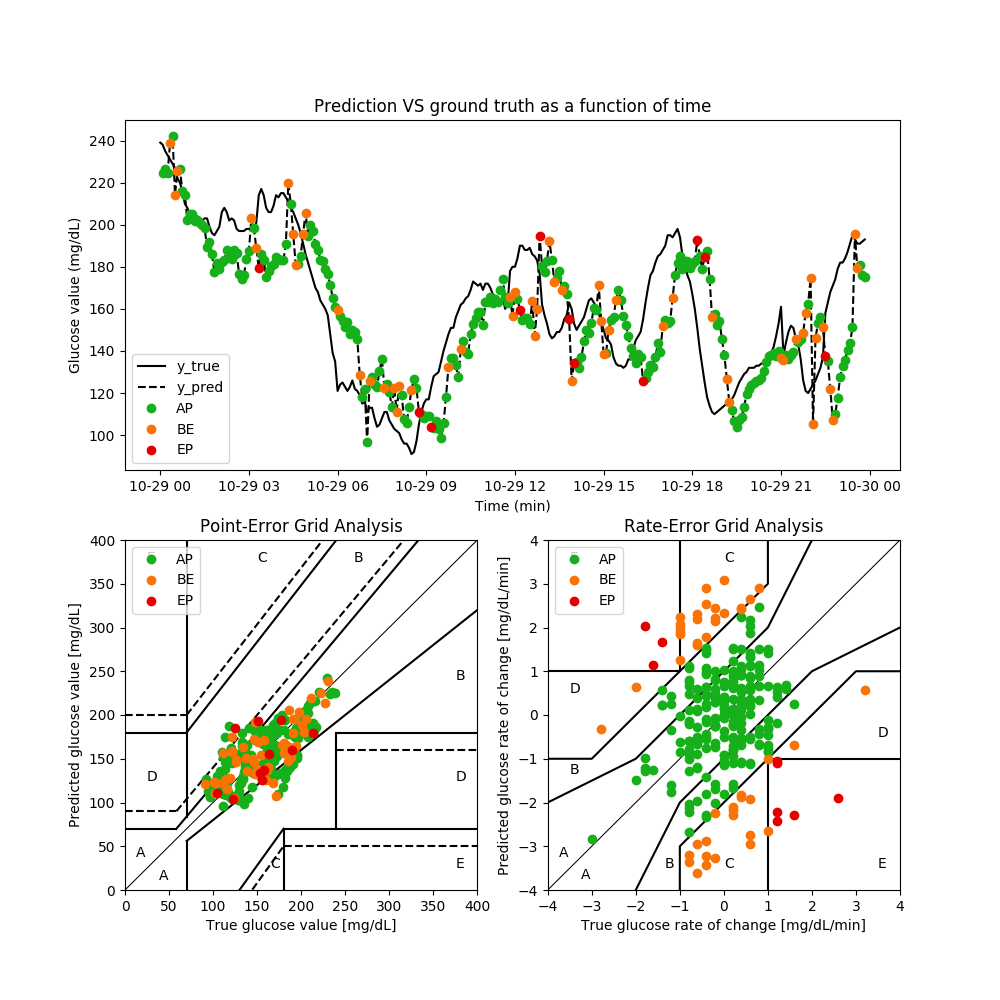 Prediction VS ground truth as a function of time
Glucose value (mg/dL)
240
220
200
180
160
140
120
100
y_true
y_pred
AP
BE
EP
10-29 00 10-29 03 10-29 06 10-29 09 10-29 12 10-29 15 10-29 18 10-29 21 10-30 00
Time (min)
Point-Error Grid Analysis
Predicted glucose value [mg/dL]
400
350
300
250
200
150
100
50
0
AP
BE
EP
C B
B
D D
A
A C E
0 50 100 150 200 250 300 350 400
True glucose value [mg/dL]
Rate-Error Grid Analysis
Predicted glucose rate of change [mg/dL/min]
4
3
2
1
0
−1
−2
−3
−4
AP
BE
EP
C
D
D
B
A
A B C E
−4 −3 −2 −1 0 1 2 3 4
True glucose rate of change [mg/dL/min]